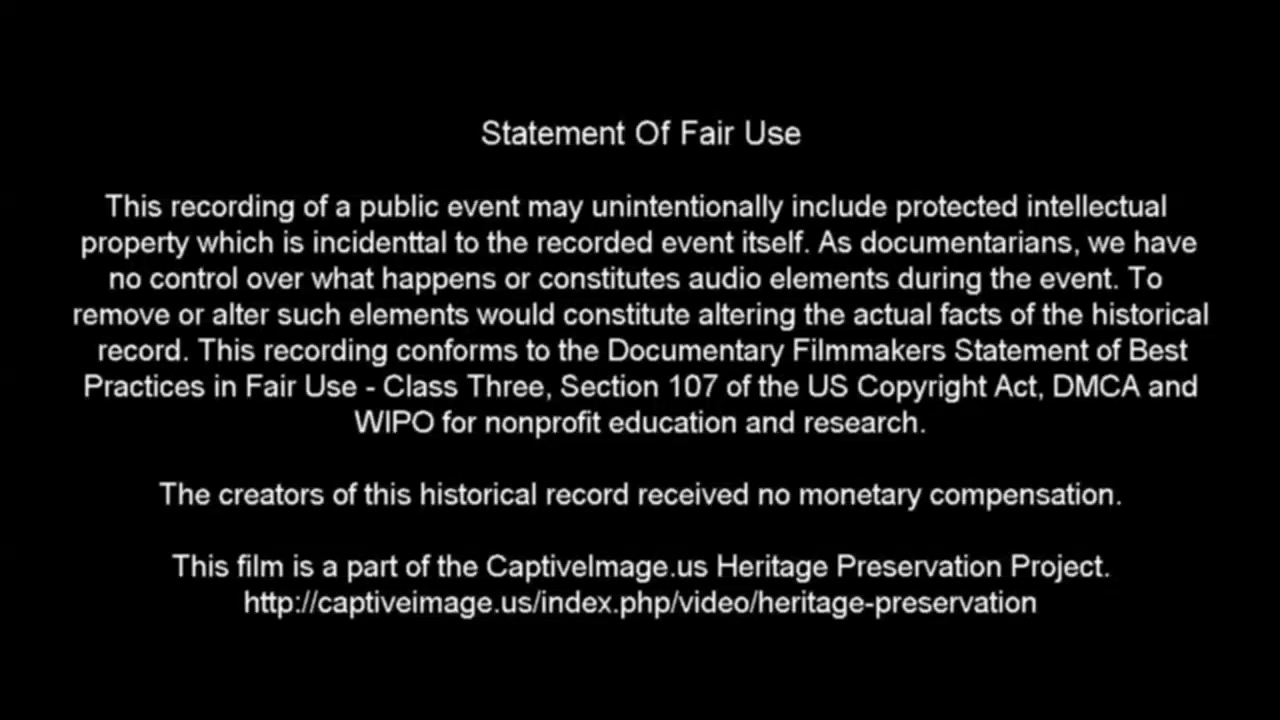 Statement Of Fair Use
This recording of a public event may unintentionally include protected intellectual
property which is incidenttal to the recorded event itself. As documentarians, we have
no control over what happens or constitutes audio elements during the event. To
remove or alter such elements would constitute altering the actual facts of the historical
record. This recording conforms to the Documentary Filmmakers Statement of Best
Practices in Fair Use - Class Three, Section 107 of the US Copyright Act, DMCA and
WIPO for nonprofit education and research.
The creators of this historical record received no monetary compensation.
This film is a part of the CaptiveImage.us Heritage Preservation Project.
http://captiveimage.us/index.php/video/heritage-preservation